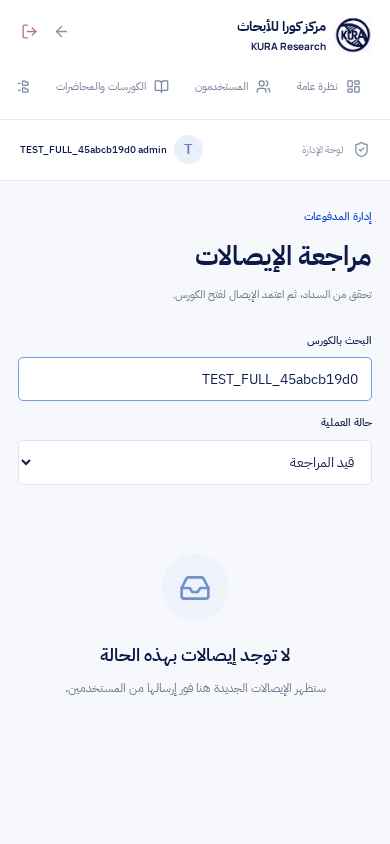 مركز كورا للأبحاث
KURA Research
KURA
نظرة عامة
المستخدمون
الكورسات والمحاضرات
لوحة الإدارة
T
TEST_FULL_45abcb19d0 admin
إدارة المدفوعات
مراجعة الإيصالات
تحقق من السداد، ثم اعتمد الإيصال لفتح الكورس.
البحث بالكورس
TEST_FULL_45abcb19d0
حالة العملية
قيد المراجعة
لا توجد إيصالات بهذه الحالة
ستظهر الإيصالات الجديدة هنا فور إرسالها من المستخدمين.